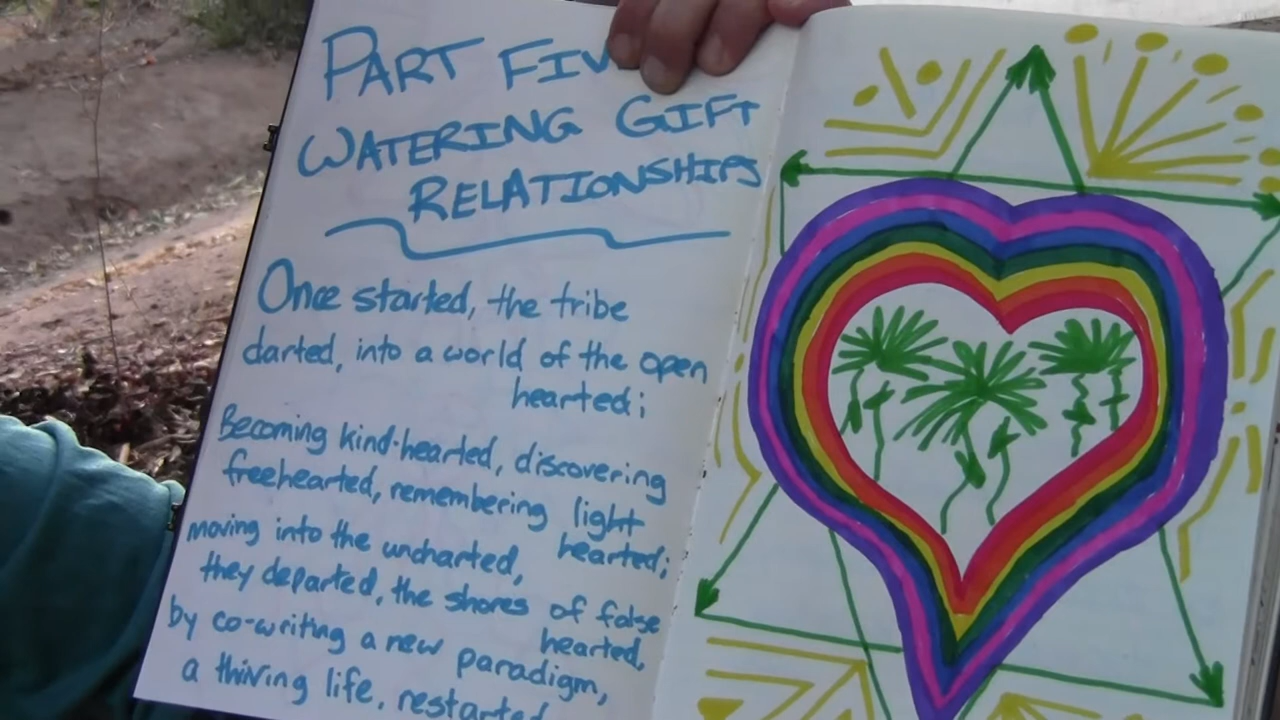 PART FIV
WATERING GIFT
RELATIONSHIPS
Once started, the tribe
darted, into a world of the open
hearted;
Becoming kind-hearted, discovering
freehearted, remembering light
hearted;
moving into the uncharted,
they departed, the shores of false
hearted,
by co-writing a new paradigm,
a thriving life, restarted